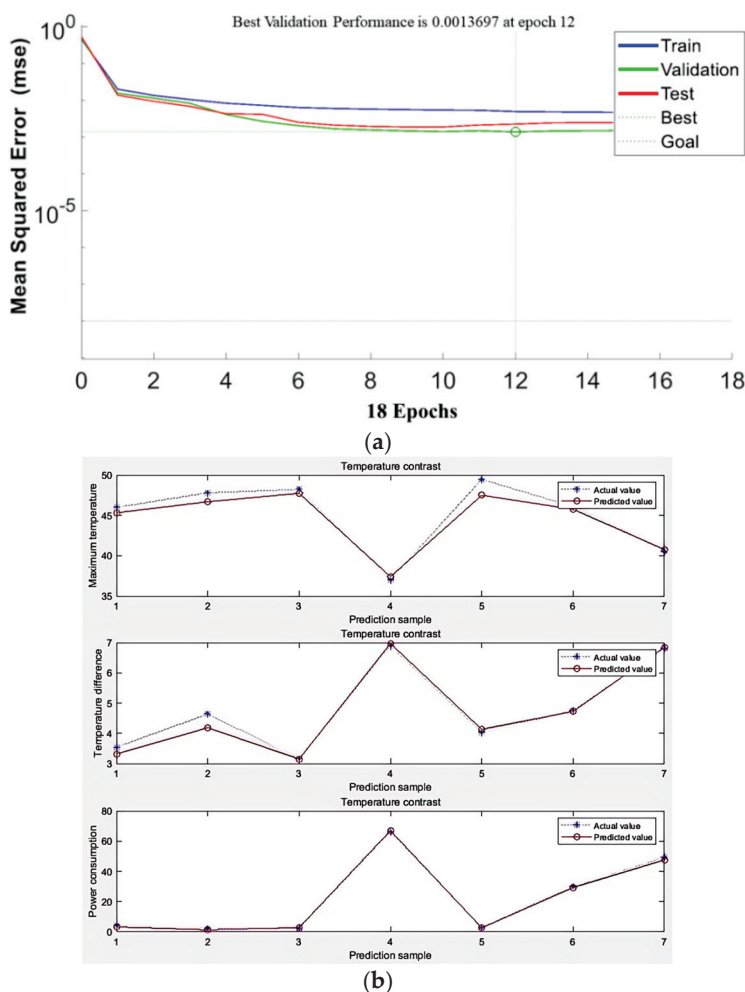 Best Validation Performance is 0.0013697 at epoch 12
Mean Squared Error (mse)
10^0
10^-5
Train
Validation
Test
Best
Goal
0 2 4 6 8 10 12 14 16 18
18 Epochs
(a)
Temperature contrast
Maximum temperature
50
45
40
35
Actual value
Predicted value
1 2 3 4 5 6 7
Prediction sample
Temperature contrast
Temperature difference
7
6
5
4
3
Actual value
Predicted value
1 2 3 4 5 6 7
Prediction sample
Temperature contrast
Power consumption
80
60
40
20
0
Actual value
Predicted value
1 2 3 4 5 6 7
Prediction sample
(b)